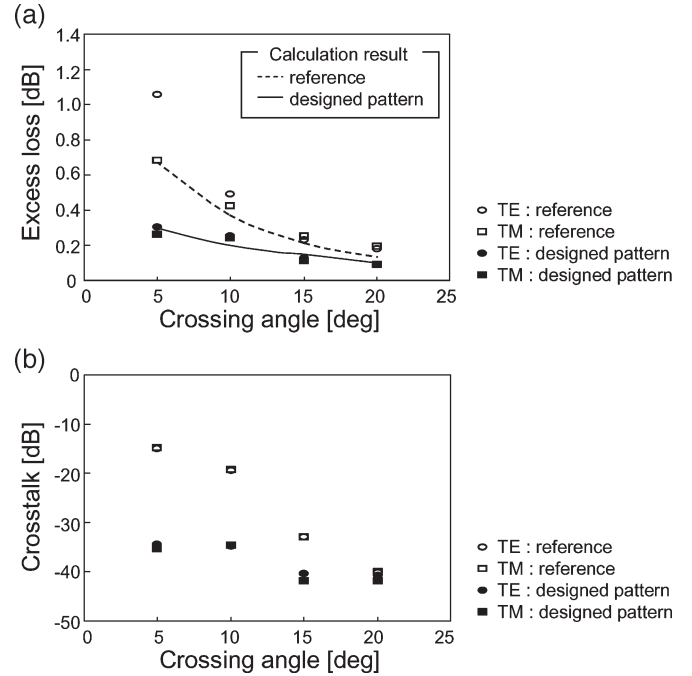 (a)
1.4
1.2
1.0
0.8
0.6
0.4
0.2
0
Excess loss [dB]
Calculation result
reference
designed pattern
TE : reference
TM : reference
TE : designed pattern
TM : designed pattern
0 5 10 15 20 25
Crossing angle [deg]
(b)
0
-10
-20
-30
-40
-50
Crosstalk [dB]
TE : reference
TM : reference
TE : designed pattern
TM : designed pattern
0 5 10 15 20 25
Crossing angle [deg]